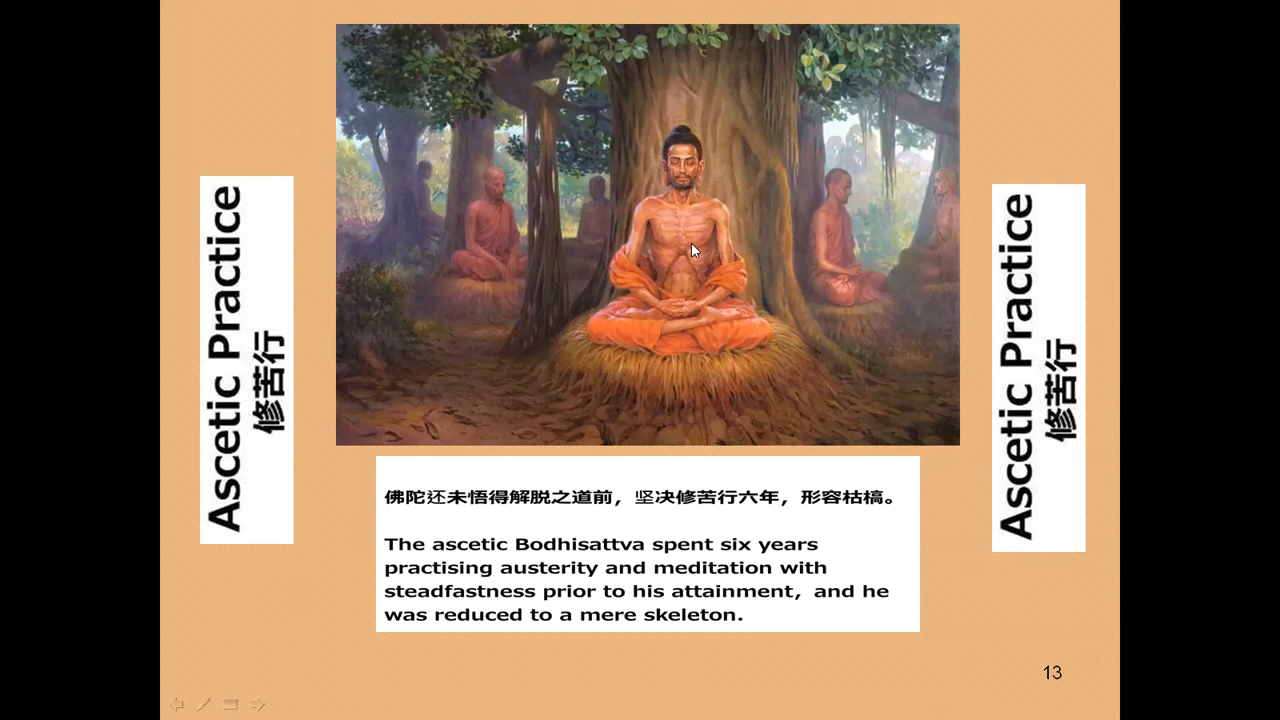 Ascetic Practice
修苦行
佛陀还未悟得解脱之道前，坚决修苦行六年，形容枯槁。
The ascetic Bodhisattva spent six years
practising austerity and meditation with
steadfastness prior to his attainment, and he
was reduced to a mere skeleton.
Ascetic Practice
修苦行
13